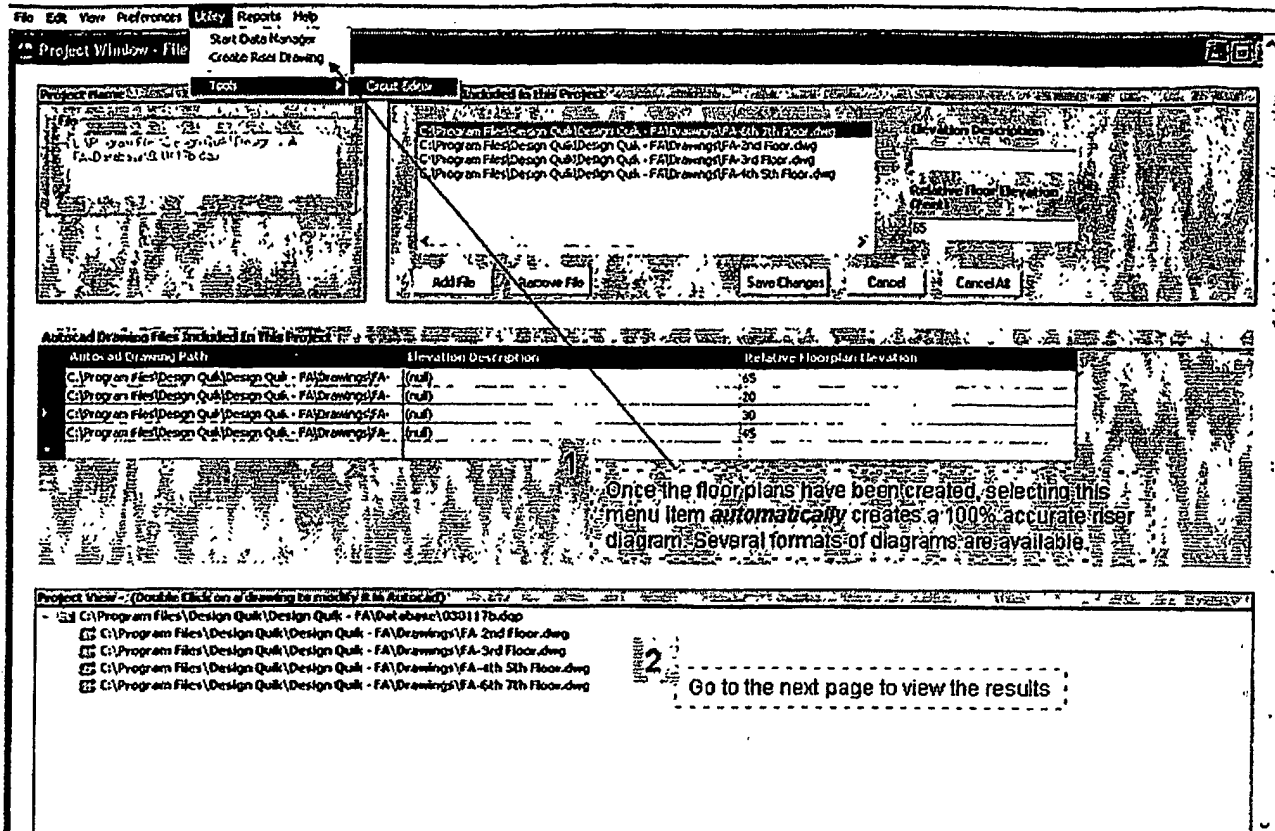 File Edit View Preferences Utility Reports Help
Start Data Manager
Create Riser Drawing
Tools
Circuit Editor
Project Window - File
Project Name
Included in this Project
File
C:\Program Files\Design Quik\Design Quik - FA\Drawings\FA-6th 7th Floor.dwg
C:\Program Files\Design Quik\Design Quik - FA\Drawings\FA-2nd Floor.dwg
C:\Program Files\Design Quik\Design Quik - FA\Drawings\FA-3rd Floor.dwg
C:\Program Files\Design Quik\Design Quik - FA\Drawings\FA-4th 5th Floor.dwg
Elevation Description
Relative Floor Elevation
(Feet)
65
Add File Remove File Save Changes Cancel Cancel All
Autocad Drawing Files Included In This Project
Autocad Drawing Path Elevation Description Relative Floorplan Elevation
C:\Program Files\Design Quik\Design Quik - FA\Drawings\FA- (null) 65
C:\Program Files\Design Quik\Design Quik - FA\Drawings\FA- (null) 20
C:\Program Files\Design Quik\Design Quik - FA\Drawings\FA- (null) 30
C:\Program Files\Design Quik\Design Quik - FA\Drawings\FA- (null) 45
1
Once the floor plans have been created, selecting this
menu item automatically creates a 100% accurate riser
diagram. Several formats of diagrams are available.
Project View - (Double Click on a drawing to modify it in Autocad)
C:\Program Files\Design Quik\Design Quik - FA\Database\030117b.dqp
C:\Program Files\Design Quik\Design Quik - FA\Drawings\FA-2nd Floor.dwg
C:\Program Files\Design Quik\Design Quik - FA\Drawings\FA-3rd Floor.dwg
C:\Program Files\Design Quik\Design Quik - FA\Drawings\FA-4th 5th Floor.dwg
C:\Program Files\Design Quik\Design Quik - FA\Drawings\FA-6th 7th Floor.dwg
2
Go to the next page to view the results